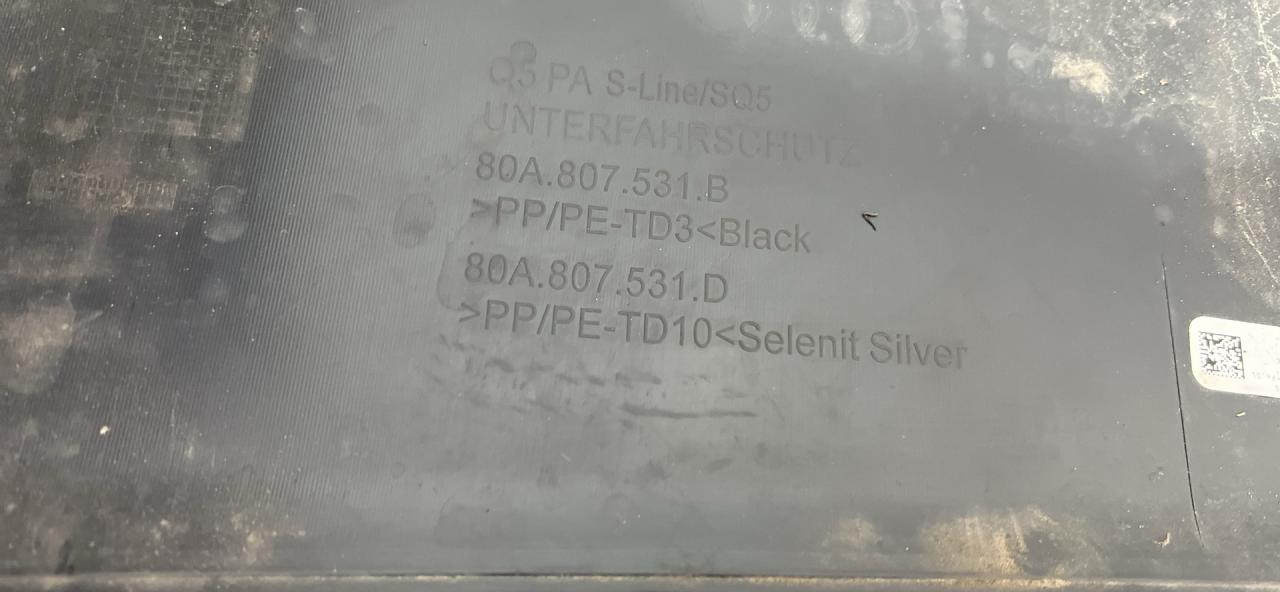 Q5 PA S-Line/SQ5
UNTERFAHRSCHUTZ
80A.807.531.B
>PP/PE-TD3<Black
80A.807.531.D
>PP/PE-TD10<Selenit Silver